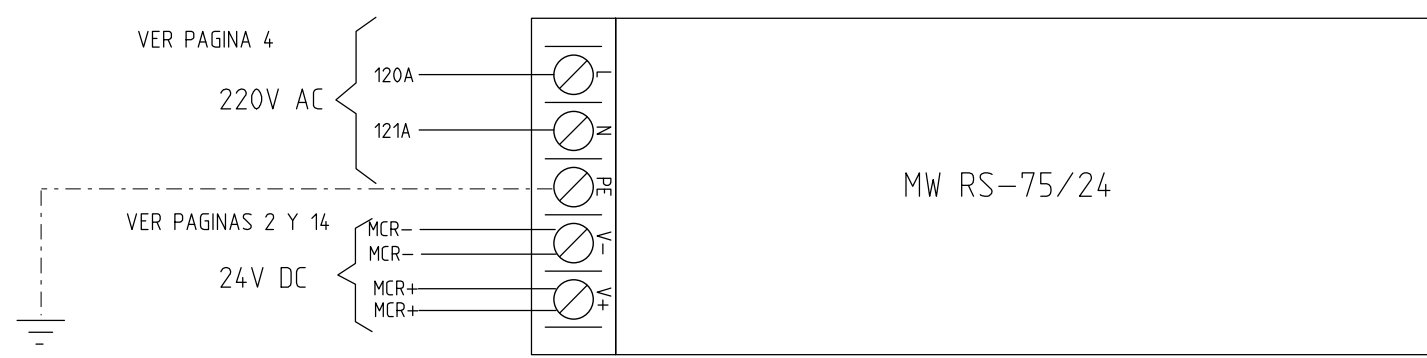 VER PAGINA 4
120A
L
220V AC
121A
N
PE
MW RS-75/24
VER PAGINAS 2 Y 14
MCR-
MCR-
V-
24V DC
MCR+
MCR+
V+